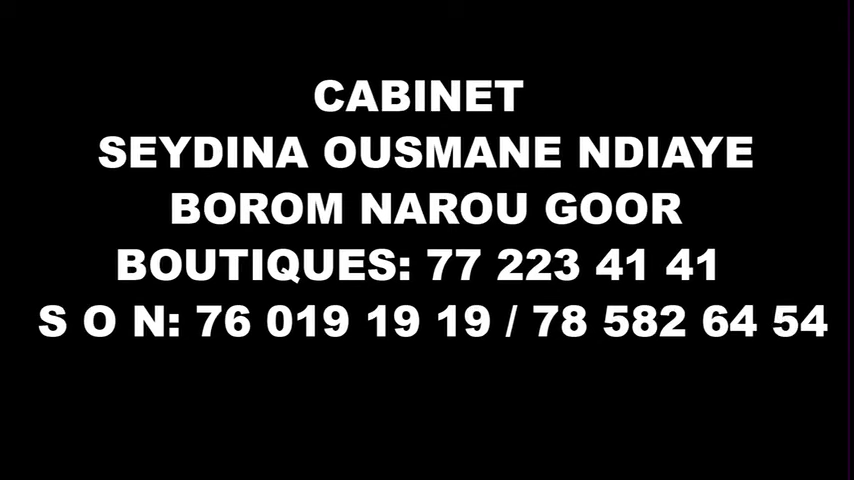 CABINET
SEYDINA OUSMANE NDIAYE
BOROM NAROU GOOR
BOUTIQUES: 77 223 41 41
S O N: 76 019 19 19 / 78 582 64 54